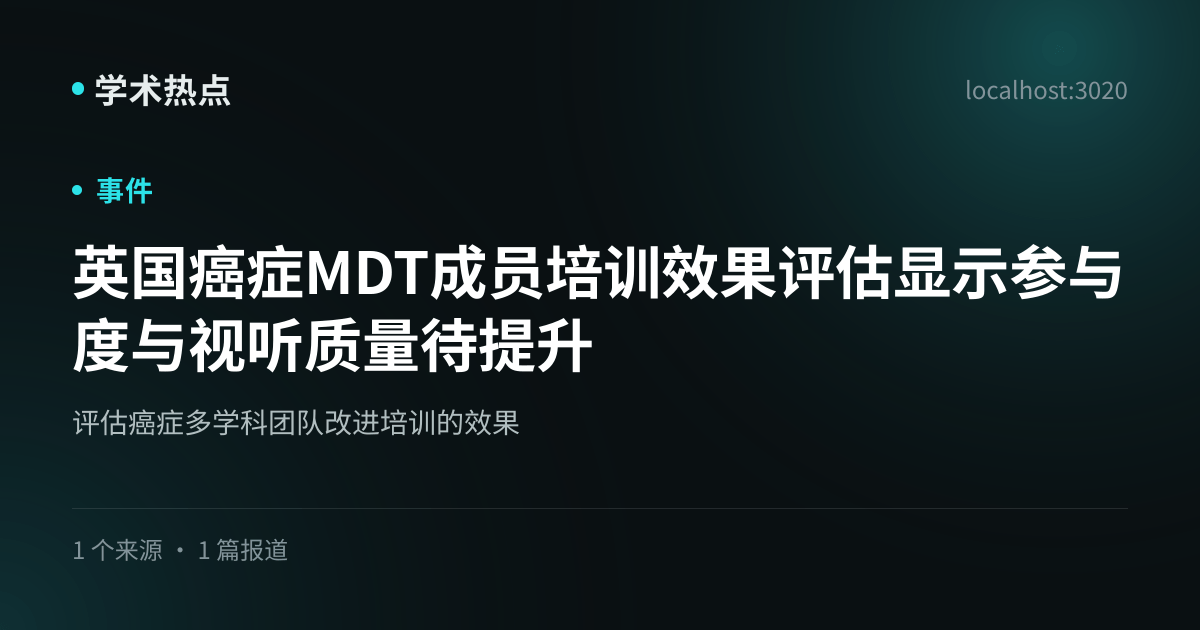 学术热点
localhost:3020
事件
英国癌症MDT成员培训效果评估显示参与
度与视听质量待提升
评估癌症多学科团队改进培训的效果
1 个来源 · 1 篇报道